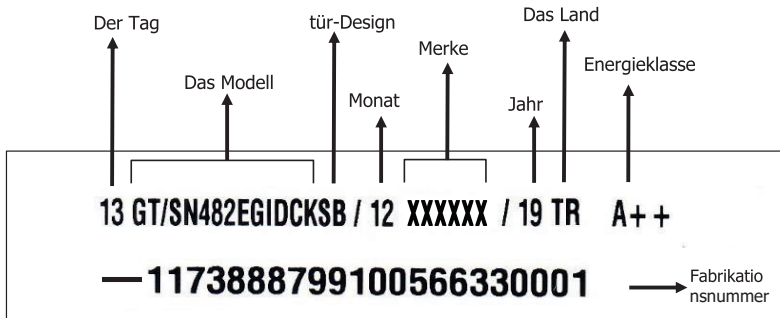 Der Tag
tür-Design
Das Land
Das Modell
Merke
Energieklasse
Monat
Jahr
13 GT/SN482EGIDCKSB / 12 XXXXXX / 19 TR A++
—1173888799100566330001
Fabrikatio
nsnummer